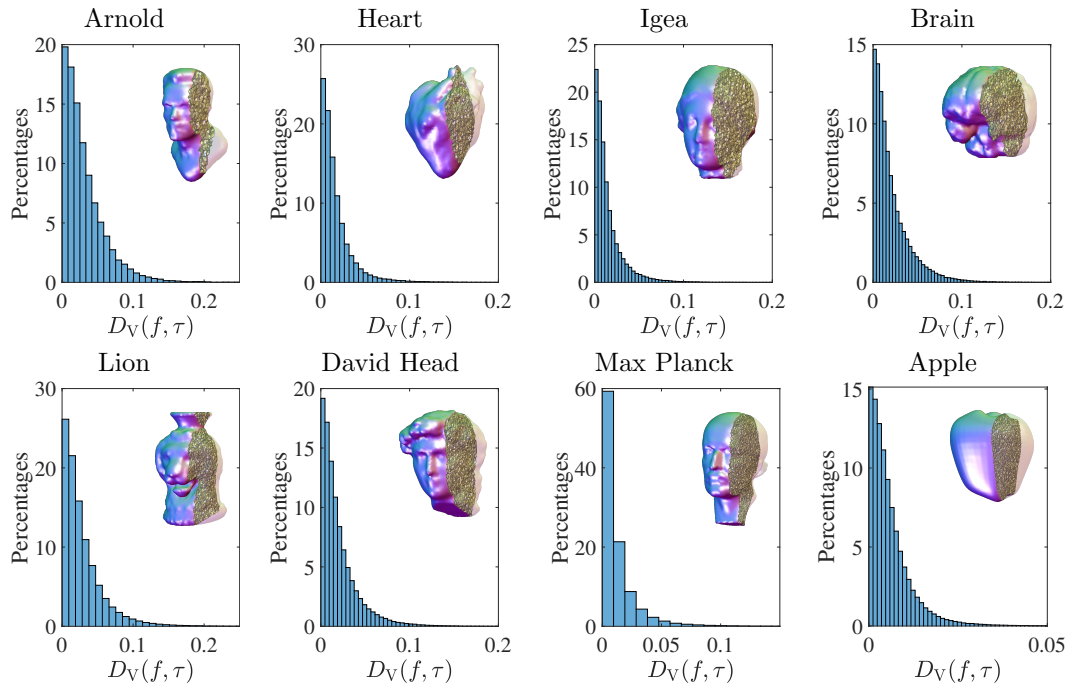 Arnold
20
15
10
5
0
Percentages
0 0.1 0.2
D_V(f, τ)
Heart
30
20
10
0
Percentages
0 0.1 0.2
D_V(f, τ)
Igea
25
20
15
10
5
0
Percentages
0 0.1 0.2
D_V(f, τ)
Brain
15
10
5
0
Percentages
0 0.1 0.2
D_V(f, τ)
Lion
30
20
10
0
Percentages
0 0.1 0.2
D_V(f, τ)
David Head
20
15
10
5
0
Percentages
0 0.1 0.2
D_V(f, τ)
Max Planck
60
40
20
0
Percentages
0 0.05 0.1
D_V(f, τ)
Apple
15
10
5
0
Percentages
0 0.05
D_V(f, τ)